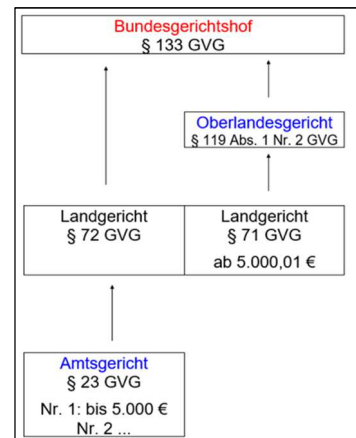 Bundesgerichtshof
§ 133 GVG
Oberlandesgericht
§ 119 Abs. 1 Nr. 2 GVG
Landgericht
§ 72 GVG
Landgericht
§ 71 GVG
ab 5.000,01 €
Amtsgericht
§ 23 GVG
Nr. 1: bis 5.000 €
Nr. 2 ...